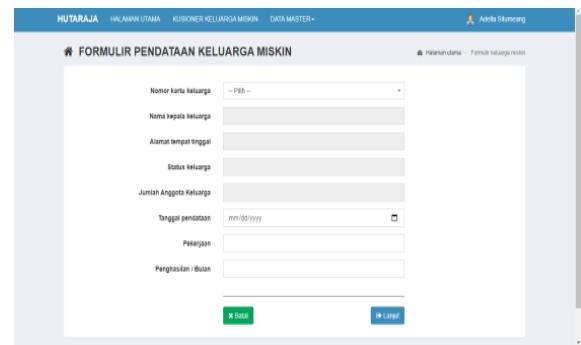 HUTARAJA HALAMAN UTAMA KUSIONER KELUARGA MISKIN DATA MASTER Adelia Situmeang
FORMULIR PENDATAAN KELUARGA MISKIN Halaman utama - Formulir keluarga miskin
Nomor kartu keluarga -- Pilih --
Nama kepala keluarga
Alamat tempat tinggal
Status keluarga
Jumlah Anggota Keluarga
Tanggal pendataan mm/dd/yyyy
Pekerjaan
Penghasilan / Bulan
Batal Lanjut